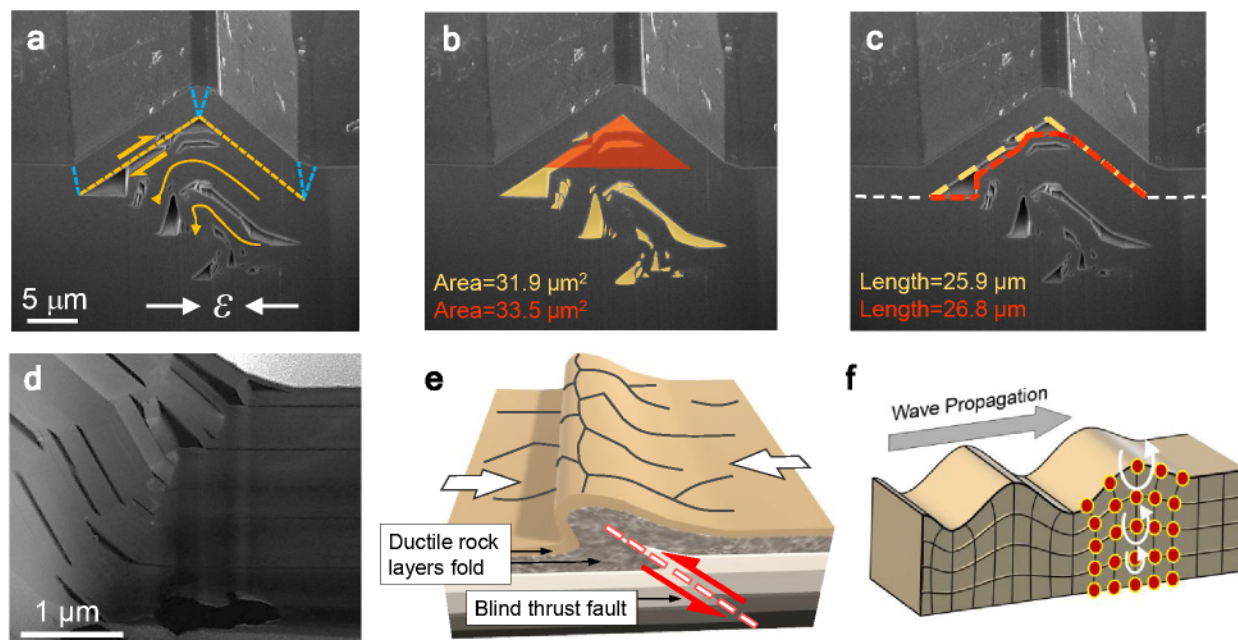 a
5 μm
ε
b
Area=31.9 μm²
Area=33.5 μm²
c
Length=25.9 μm
Length=26.8 μm
d
1 μm
e
Ductile rock
layers fold
Blind thrust fault
f
Wave Propagation